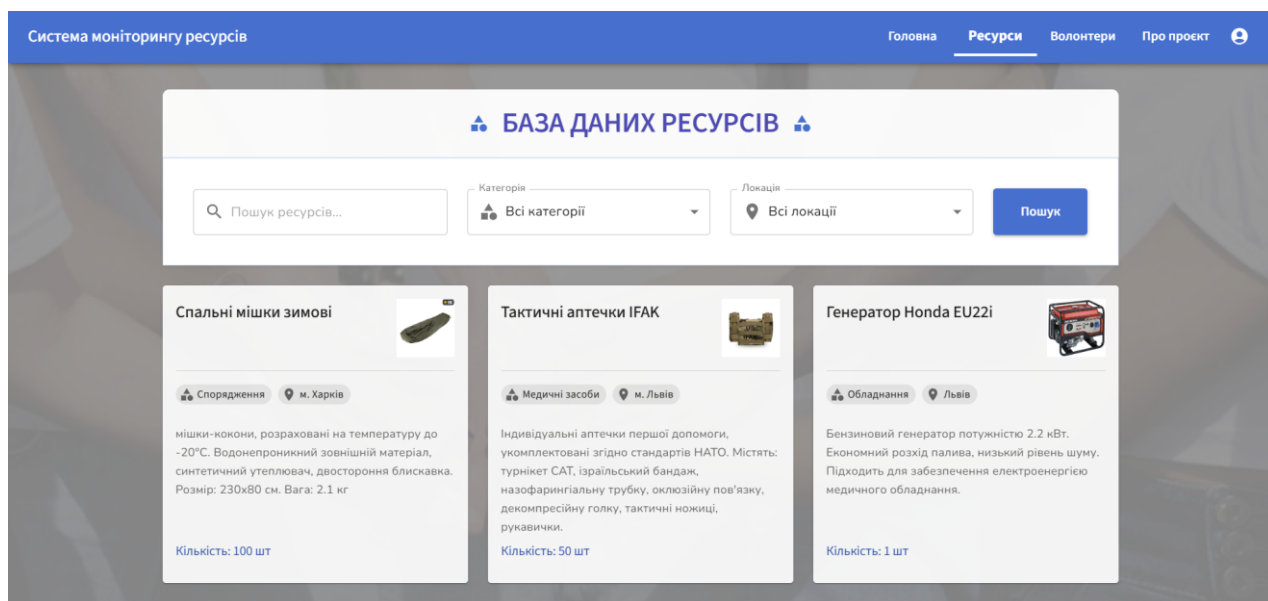 Система моніторингу ресурсів
Головна
Ресурси
Волонтери
Про проєкт
БАЗА ДАНИХ РЕСУРСІВ
Пошук ресурсів...
Категорія
Всі категорії
Локація
Всі локації
Пошук
Спальні мішки зимові
Спорядження
м. Харків
мішки-кокони, розраховані на температуру до
-20°C. Водонепроникний зовнішній матеріал,
синтетичний утеплювач, двостороння блискавка.
Розмір: 230x80 см. Вага: 2.1 кг
Кількість: 100 шт
Тактичні аптечки IFAK
Медичні засоби
м. Львів
Індивідуальні аптечки першої допомоги,
укомплектовані згідно стандартів НАТО. Містять:
турнікет CAT, ізраїльський бандаж,
назофарингіальну трубку, оклюзійну пов'язку,
декомпресійну голку, тактичні ножиці,
рукавички.
Кількість: 50 шт
Генератор Honda EU22i
Обладнання
Львів
Бензиновий генератор потужністю 2.2 кВт.
Економний розхід палива, низький рівень шуму.
Підходить для забезпечення електроенергією
медичного обладнання.
Кількість: 1 шт